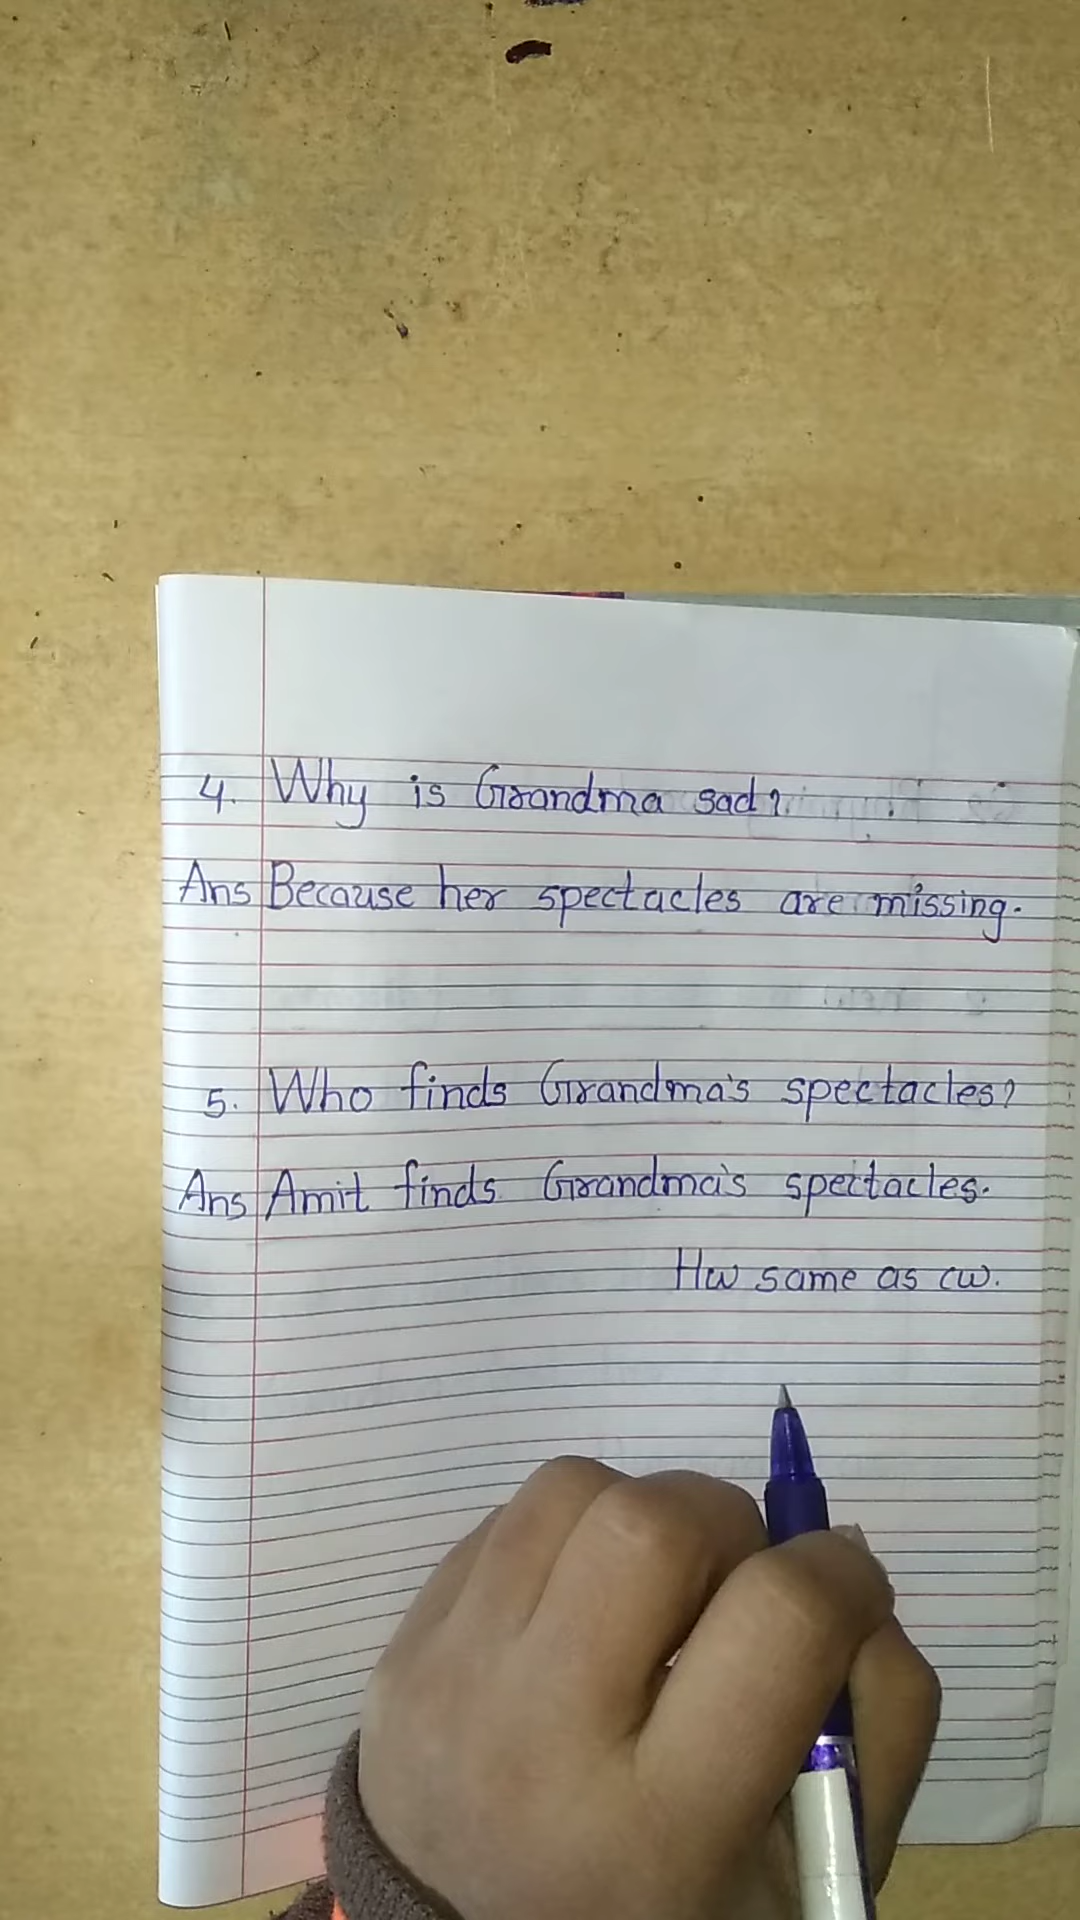 4. Why is Grandma sad?
Ans Because her spectacles are missing.
5. Who finds Grandma's spectacles?
Ans Amit finds Grandma's spectacles.
Hw same as cw.